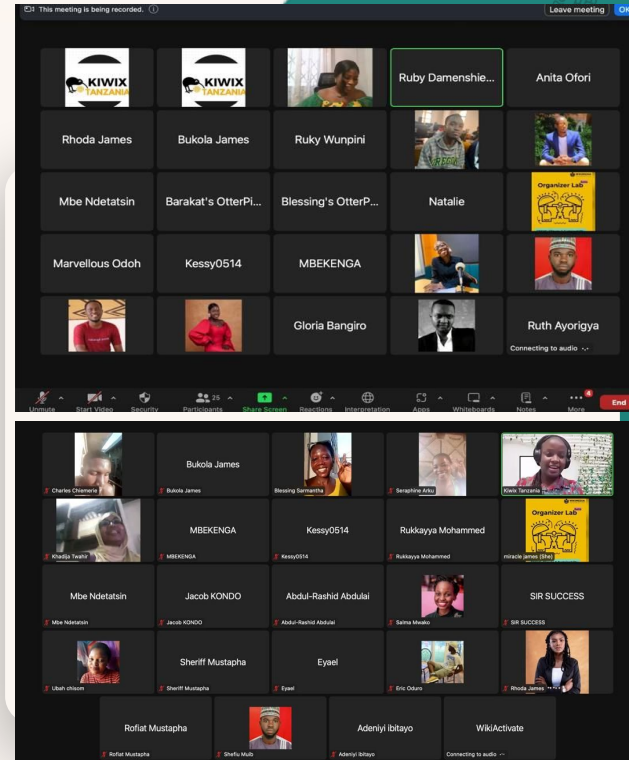 This meeting is being recorded.
Leave meeting
OK
KIWIX
TANZANIA
KIWIX
TANZANIA
Ruby Damenshie...
Anita Ofori
Rhoda James
Bukola James
Ruky Wunpini
Mbe Ndetatsin
Barakat's OtterPi...
Blessing's OtterP...
Natalie
Organizer Lab
Marvellous Odoh
Kessy0514
MBEKENGA
Gloria Bangiro
Ruth Ayorigya
Connecting to audio
Unmute
Start Video
Security
25
Participants
Share Screen
Reactions
Interpretation
Apps
Whiteboards
Notes
More
End
Charles Chiemerie
Bukola James
Bukola James
Blessing Sarmantha
Seraphine Arku
Kiwix Tanzania
Khadija Twahir
MBEKENGA
MBEKENGA
Kessy0514
Kessy0514
Rukkayya Mohammed
Rukkayya Mohammed
Organizer Lab
miracle james (She)
Mbe Ndetatsin
Mbe Ndetatsin
Jacob KONDO
Jacob KONDO
Abdul-Rashid Abdulai
Abdul-Rashid Abdulai
Salma Mwako
SIR SUCCESS
SIR SUCCESS
Ubah chisom
Sheriff Mustapha
Sheriff Mustapha
Eyael
Eyael
Eric Oduro
Rhoda James
Rofiat Mustapha
Rofiat Mustapha
Shefiu Muib
Adeniyi ibitayo
Adeniyi ibitayo
WikiActivate
Connecting to audio